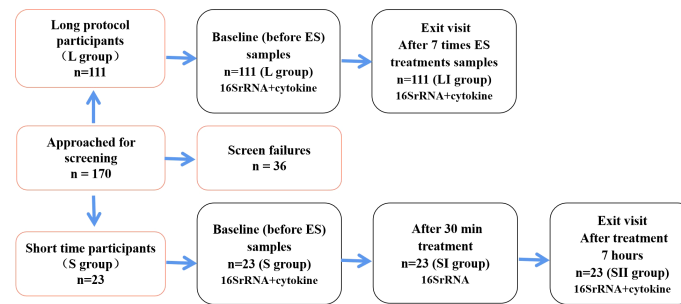 Long protocol
participants
（L group）
n=111
Baseline (before ES)
samples
n=111 (L group)
16SrRNA+cytokine
Exit visit
After 7 times ES
treatments samples
n=111 (LI group)
16SrRNA+cytokine
Approached for
screening
n = 170
Screen failures
n = 36
Short time participants
（S group）
n=23
Baseline (before ES)
samples
n=23 (S group)
16SrRNA+cytokine
After 30 min
treatment
n=23 (SI group)
16SrRNA
Exit visit
After treatment
7 hours
n=23 (SII group)
16SrRNA+cytokine